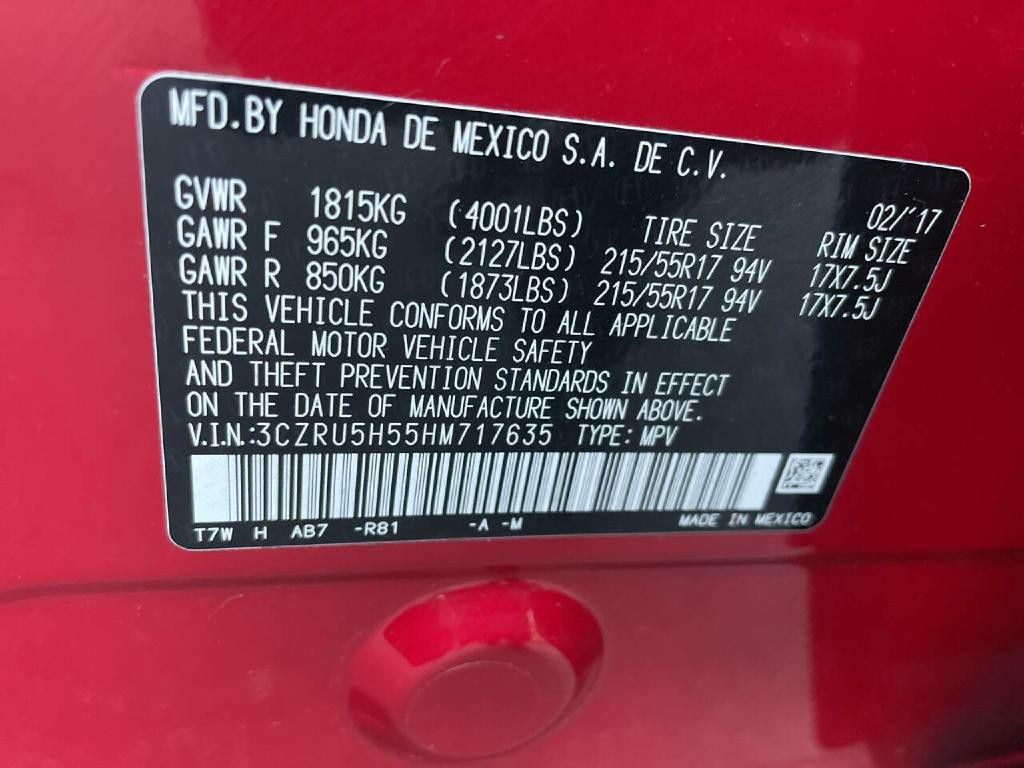 MFD.BY HONDA DE MEXICO S.A. DE C.V.
02/'17
GVWR 1815KG (4001LBS) TIRE SIZE RIM SIZE
GAWR F 965KG (2127LBS) 215/55R17 94V 17X7.5J
GAWR R 850KG (1873LBS) 215/55R17 94V 17X7.5J
THIS VEHICLE CONFORMS TO ALL APPLICABLE
FEDERAL MOTOR VEHICLE SAFETY
AND THEFT PREVENTION STANDARDS IN EFFECT
ON THE DATE OF MANUFACTURE SHOWN ABOVE.
V.I.N.:3CZRU5H55HM717635 TYPE: MPV
T7W H AB7 -R81 -A -M MADE IN MEXICO